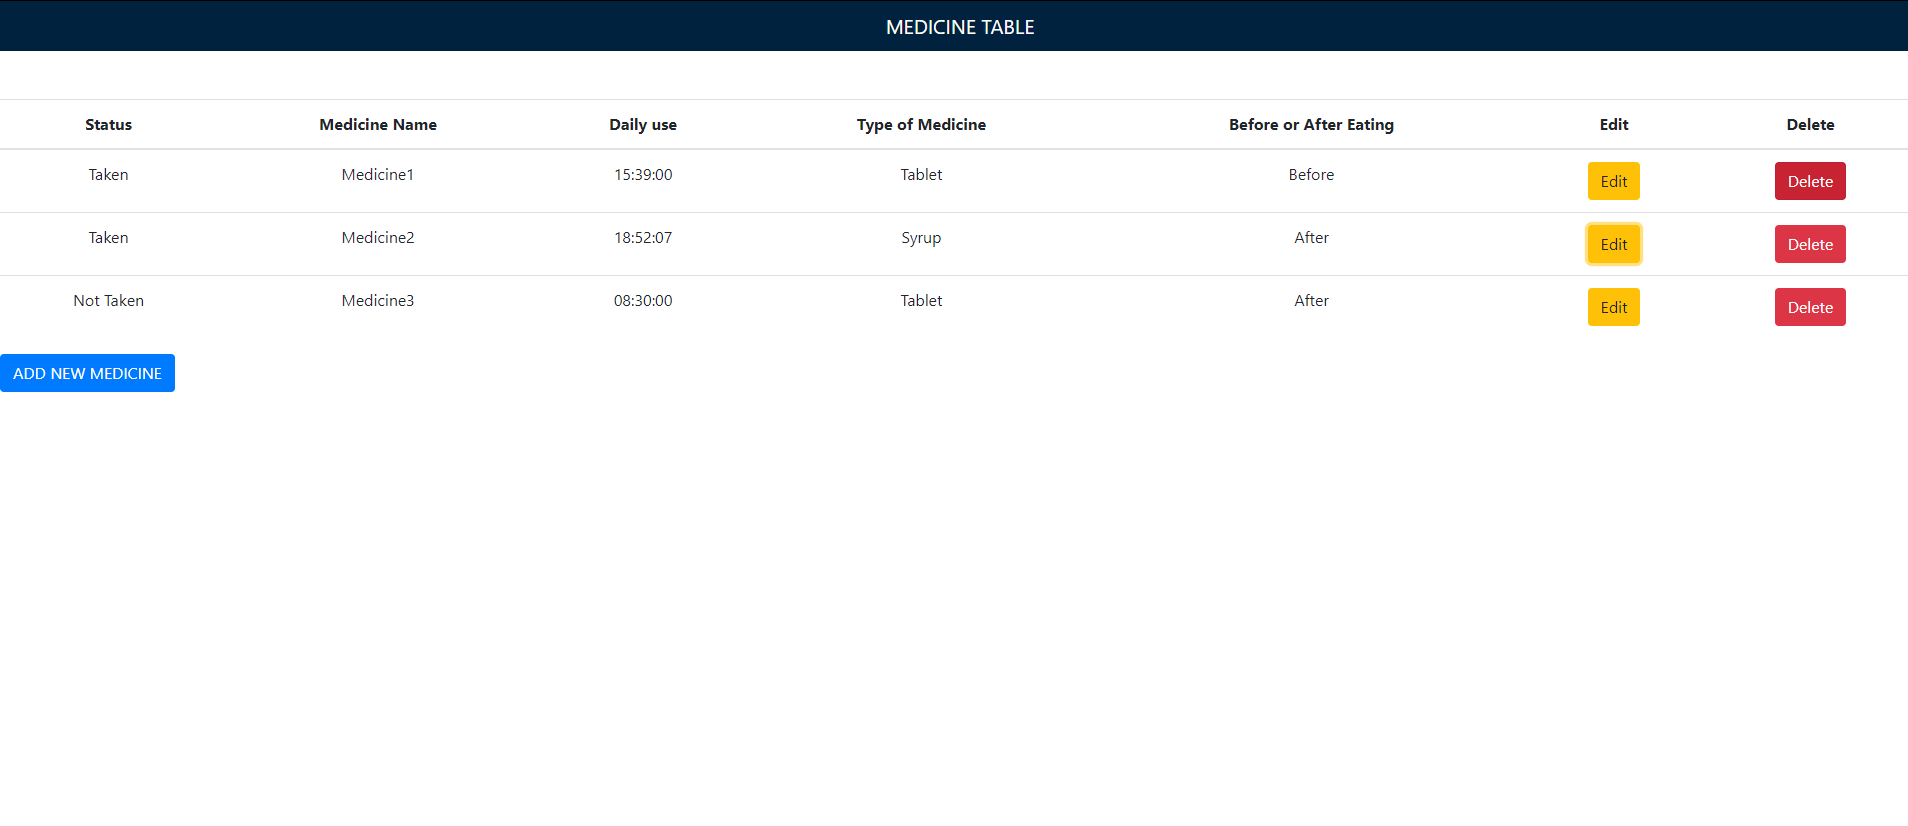 MEDICINE TABLE
Status Medicine Name Daily use Type of Medicine Before or After Eating Edit Delete
Taken Medicine1 15:39:00 Tablet Before Edit Delete
Taken Medicine2 18:52:07 Syrup After Edit Delete
Not Taken Medicine3 08:30:00 Tablet After Edit Delete
ADD NEW MEDICINE